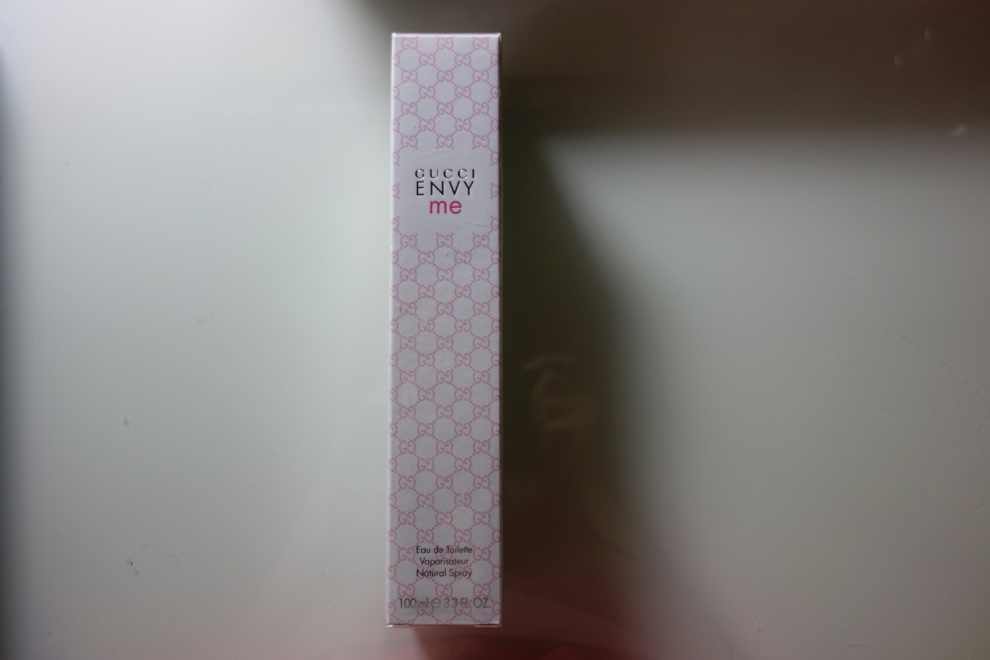 GUCCI
ENVY
me
Eau de Toilette
Vaporisateur
Natural Spray
100 ml ℮ 3.3 FL.OZ.